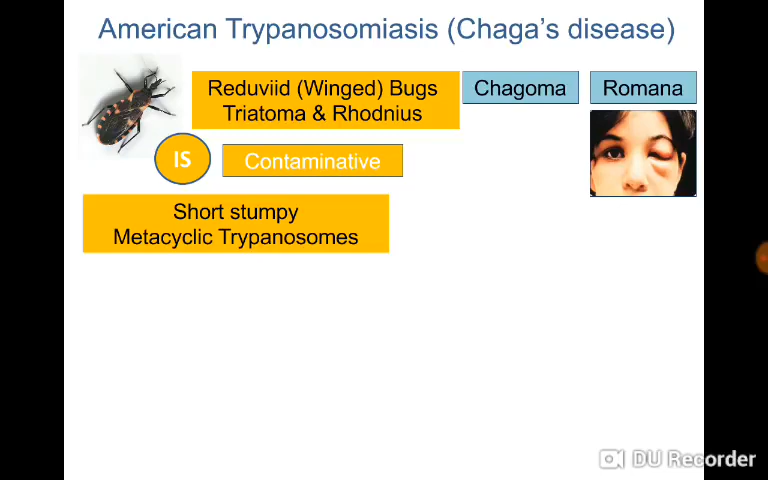 American Trypanosomiasis (Chaga's disease)
Reduviid (Winged) Bugs
Triatoma & Rhodnius
Chagoma
Romana
IS
Contaminative
Short stumpy
Metacyclic Trypanosomes
DU Recorder